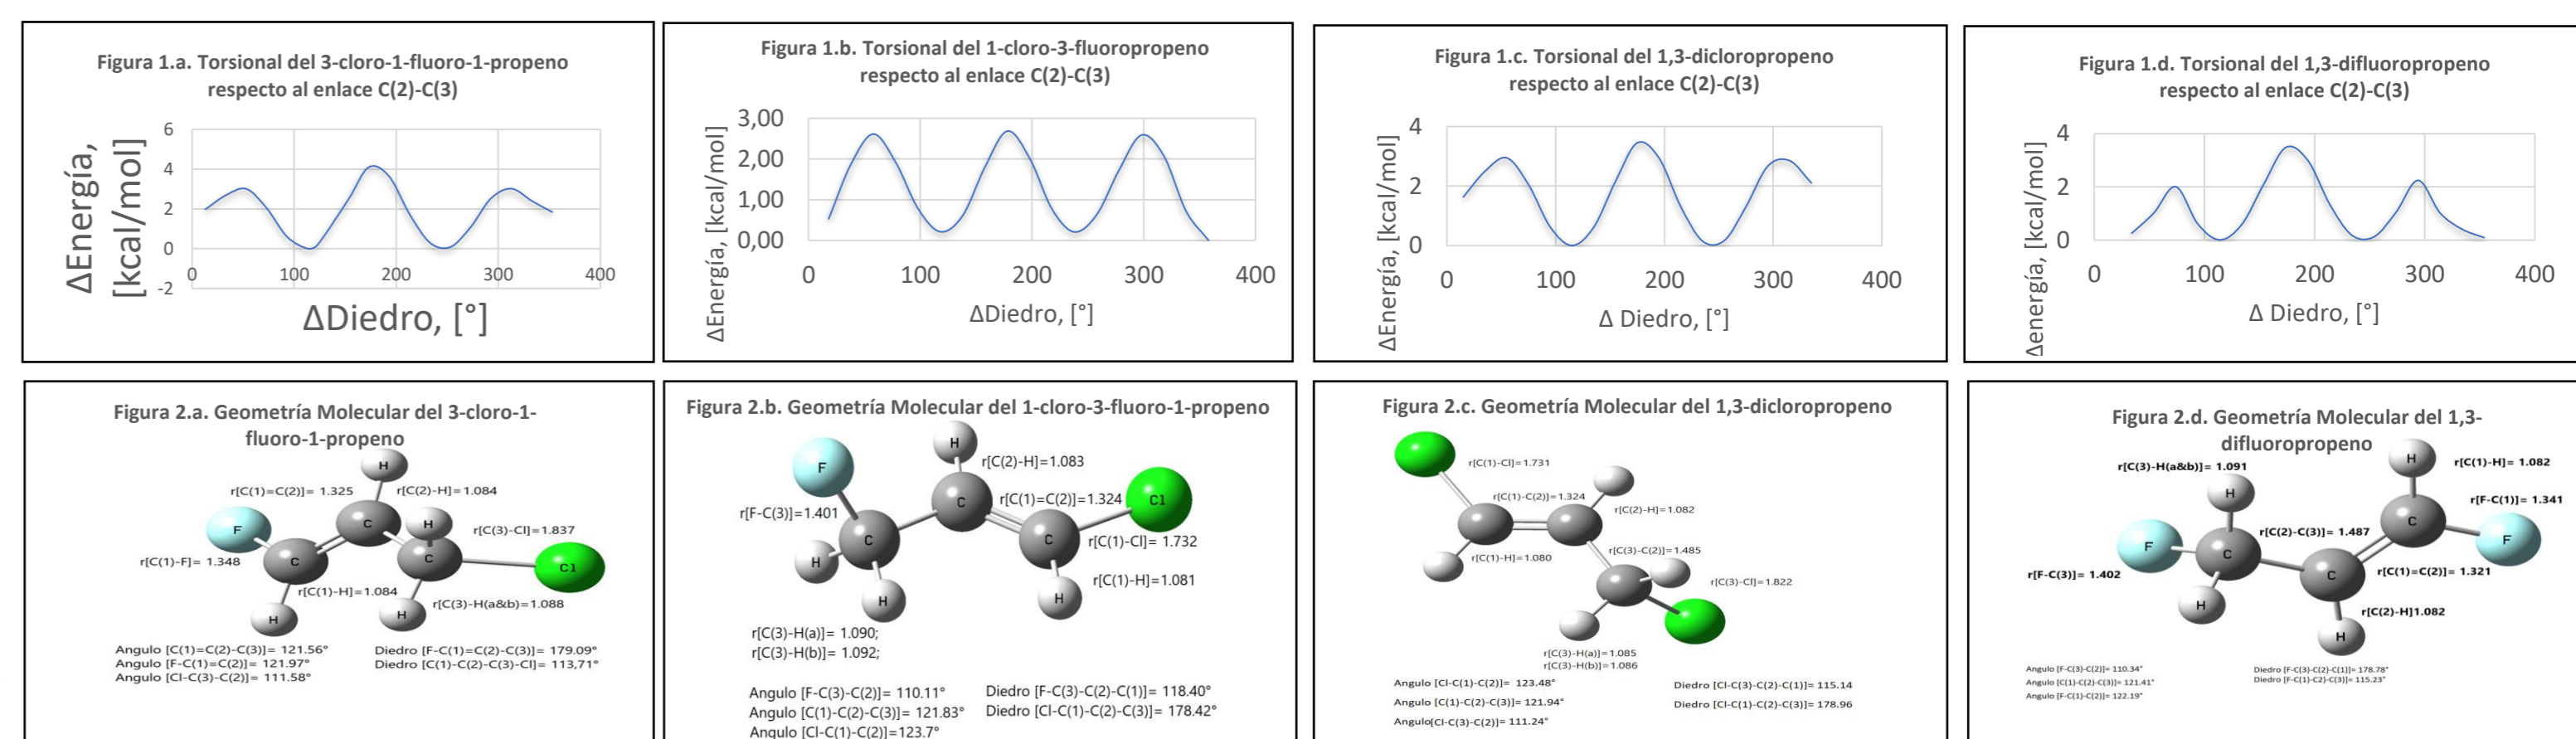 Figura 1.a. Torsional del 3-cloro-1-fluoro-1-propeno
respecto al enlace C(2)-C(3)
ΔEnergía,
[kcal/mol]
6
4
2
0
-2
0
100
200
300
400
ΔDiedro, [°]
Figura 1.b. Torsional del 1-cloro-3-fluoropropeno
respecto al enlace C(2)-C(3)
ΔEnergía, [kcal/mol]
3,00
2,00
1,00
0,00
0
100
200
300
400
ΔDiedro, [°]
Figura 1.c. Torsional del 1,3-dicloropropeno
respecto al enlace C(2)-C(3)
ΔEnergía, [kcal/mol]
4
2
0
0
100
200
300
400
Δ Diedro, [°]
Figura 1.d. Torsional del 1,3-difluoropropeno
respecto al enlace C(2)-C(3)
Δenergía, [kcal/mol]
4
2
0
0
100
200
300
400
Δ Diedro, [°]
Figura 2.a. Geometría Molecular del 3-cloro-1-
fluoro-1-propeno
H
r[C(1)=C(2)]= 1.325
r[C(2)-H]=1.084
F
C
H
r[C(3)-Cl]=1.837
r[C(1)-F]= 1.348
C
C
Cl
r[C(1)-H]=1.084
r[C(3)-H(a&b)=1.088
H
H
Angulo [C(1)=C(2)-C(3)]= 121.56°
Angulo [F-C(1)=C(2)]= 121.97°
Angulo [Cl-C(3)-C(2)]= 111.58°
Diedro [F-C(1)=C(2)-C(3)]= 179.09°
Diedro [C(1)-C(2)-C(3)-Cl]= 113,71°
Figura 2.b. Geometría Molecular del 1-cloro-3-fluoro-1-propeno
H
F
r[C(2)-H]=1.083
r[C(1)=C(2)]=1.324
Cl
C
r[F-C(3)]=1.401
C
C
r[C(1)-Cl]= 1.732
H
r[C(1)-H]=1.081
H
H
r[C(3)-H(a)]= 1.090;
r[C(3)-H(b)]= 1.092;
Angulo [F-C(3)-C(2)]= 110.11°
Angulo [C(1)-C(2)-C(3)]= 121.83°
Angulo [Cl-C(1)-C(2)]=123.7°
Diedro [F-C(3)-C(2)-C(1)]= 118.40°
Diedro [Cl-C(1)-C(2)-C(3)]= 178.42°
Figura 2.c. Geometría Molecular del 1,3-dicloropropeno
r[C(1)-Cl]=1.731
r[C(1)-C(2)]=1.324
r[C(2)-H]=1.082
r[C(1)-H]=1.080
r[C(3)-C(2)]=1.485
r[C(3)-Cl]=1.822
r[C(3)-H(a)]=1.085
r[C(3)-H(b)]=1.086
Angulo [Cl-C(1)-C(2)]= 123.48°
Angulo [C(1)-C(2)-C(3)]= 121.94°
Angulo[Cl-C(3)-C(2)]= 111.24°
Diedro [Cl-C(3)-C(2)-C(1)]= 115.14
Diedro [Cl-C(1)-C(2)-C(3)]= 178.96
Figura 2.d. Geometría Molecular del 1,3-
difluoropropeno
r[C(3)-H(a&b)]= 1.091
H
r[C(1)-H]= 1.082
H
r[F-C(1)]= 1.341
C
F
r[C(2)-C(3)]= 1.487
F
C
r[F-C(3)]= 1.402
C
r[C(1)=C(2)]= 1.321
H
r[C(2)-H]1.082
H
Angulo [F-C(3)-C(2)]= 110.34°
Angulo [C(1)-C(2)-C(3)]= 121.41°
Angulo [F-C(1)-C(2)]= 122.19°
Diedro [F-C(3)-C(2)-C(1)]= 178.78°
Diedro [F-C(1)-C2)-C(3)]= 115.23°